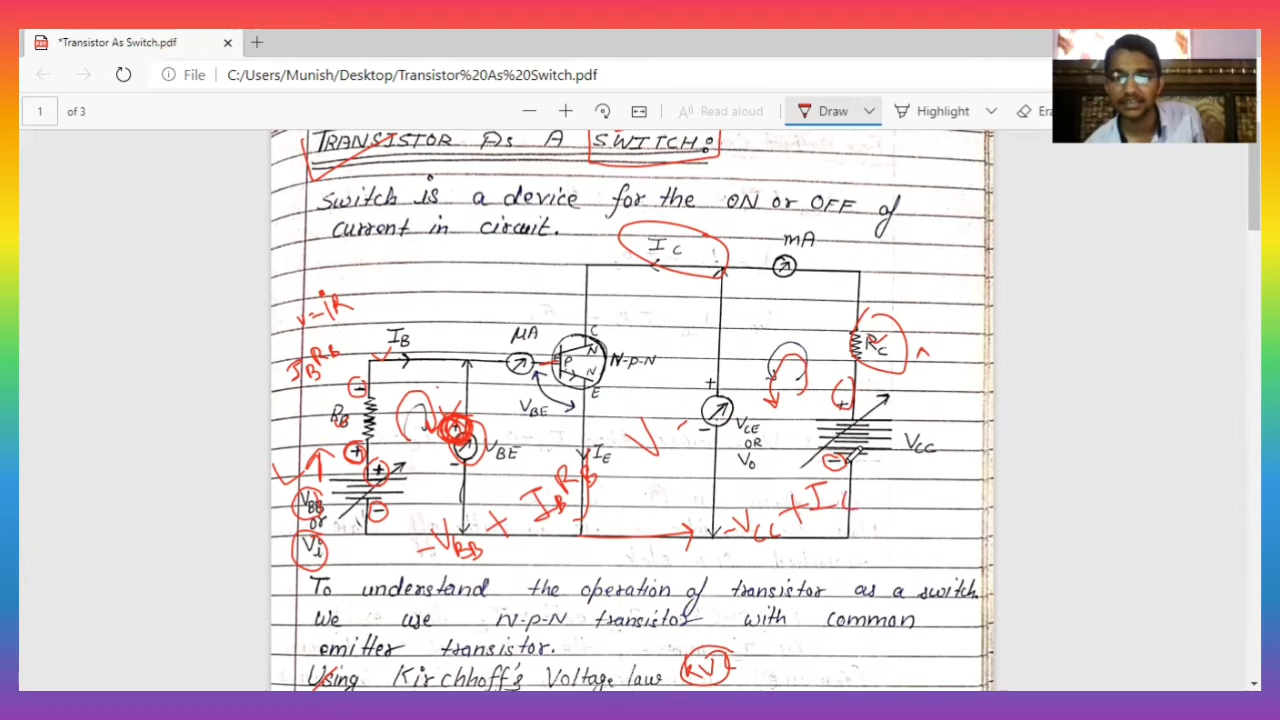 *Transistor As Switch.pdf
File C:/Users/Munish/Desktop/Transistor%20As%20Switch.pdf
1 of 3 Read aloud Draw Highlight Era
TRANSISTOR AS A SWITCH:
Switch is a device for the ON or OFF of
current in circuit.
IC
mA
V=iR
IBRB
IB
μA
C
N
B
P
N
E
N-P-N
RC
VBE
RB
+
-
VBE
IE
VCE
OR
VO
VCC
VBB
or
Vi
-VBB + IBRB
-VCC + IC
To understand the operation of transistor as a switch
We use N-P-N transistor with common
emitter transistor.
Using Kirchhoff's Voltage law KVL